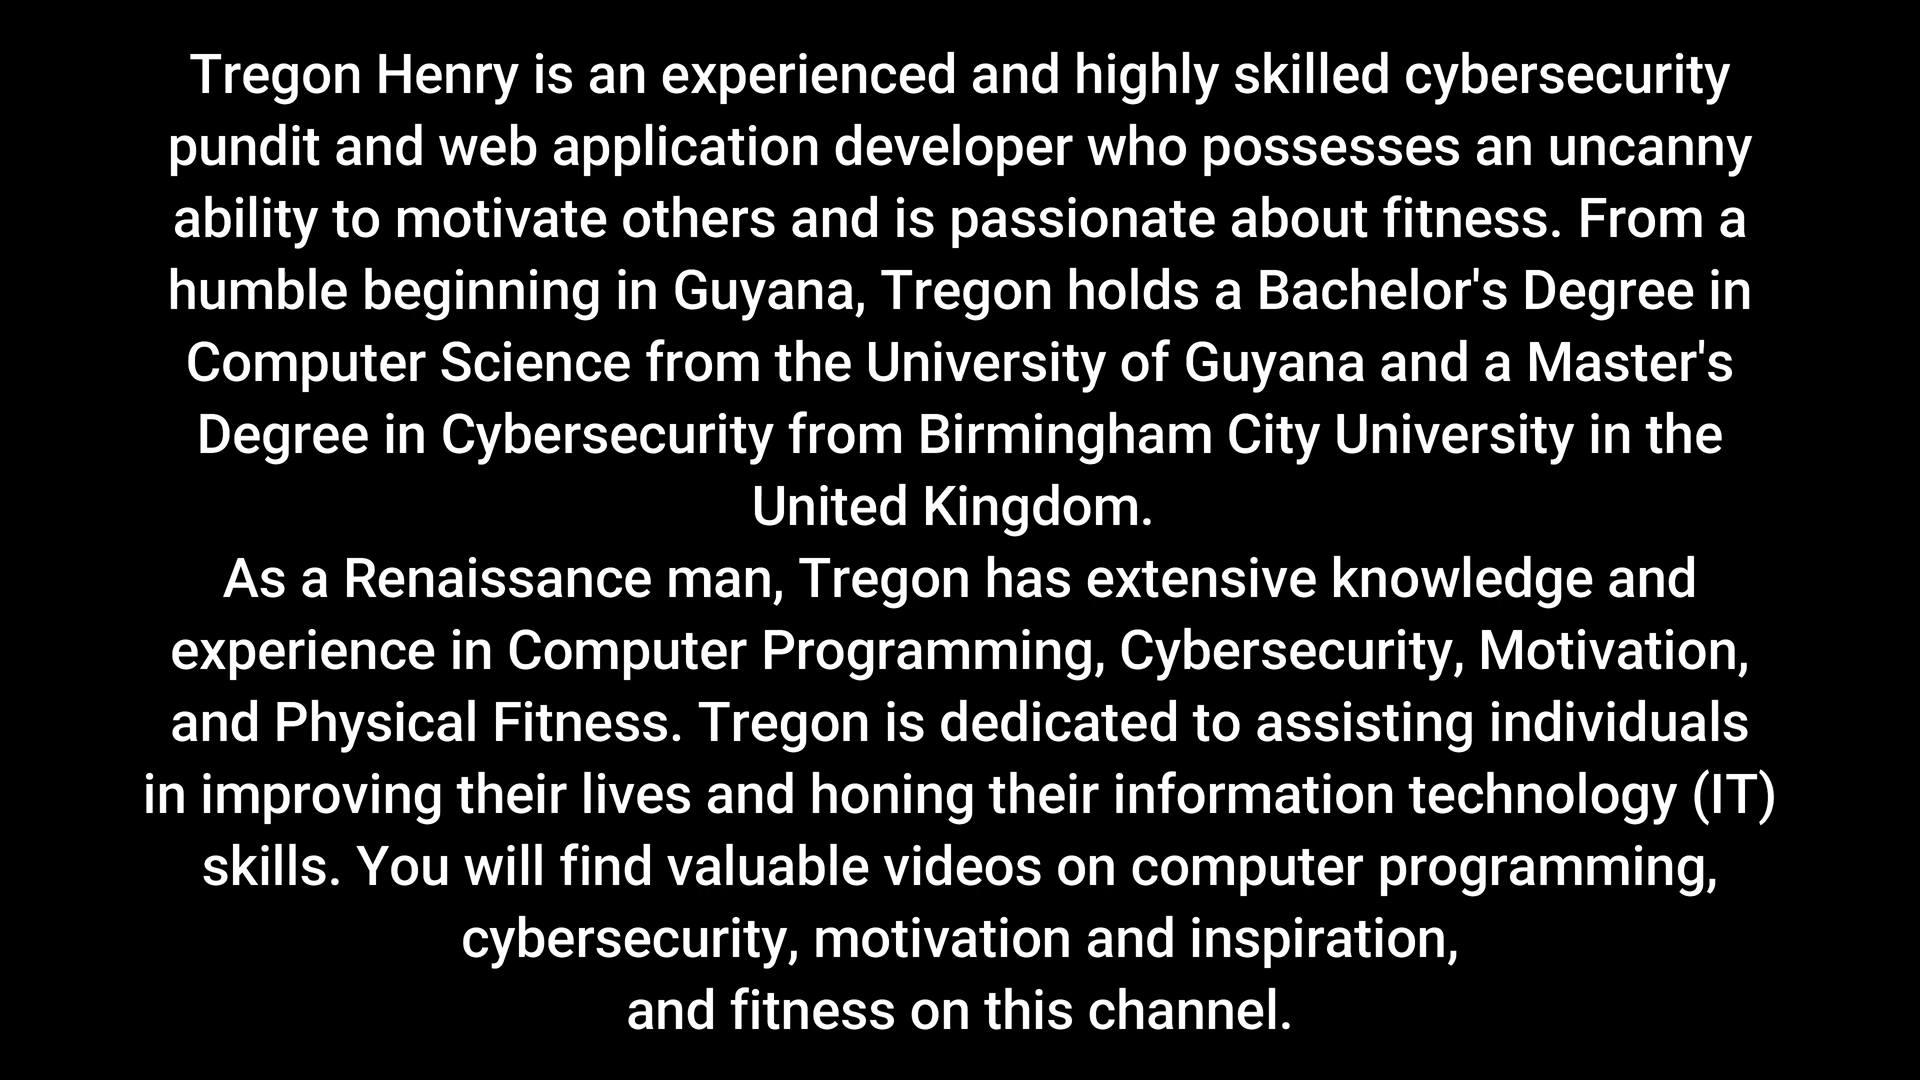 Tregon Henry is an experienced and highly skilled cybersecurity
pundit and web application developer who possesses an uncanny
ability to motivate others and is passionate about fitness. From a
humble beginning in Guyana, Tregon holds a Bachelor's Degree in
Computer Science from the University of Guyana and a Master's
Degree in Cybersecurity from Birmingham City University in the
United Kingdom.
As a Renaissance man, Tregon has extensive knowledge and
experience in Computer Programming, Cybersecurity, Motivation,
and Physical Fitness. Tregon is dedicated to assisting individuals
in improving their lives and honing their information technology (IT)
skills. You will find valuable videos on computer programming,
cybersecurity, motivation and inspiration,
and fitness on this channel.